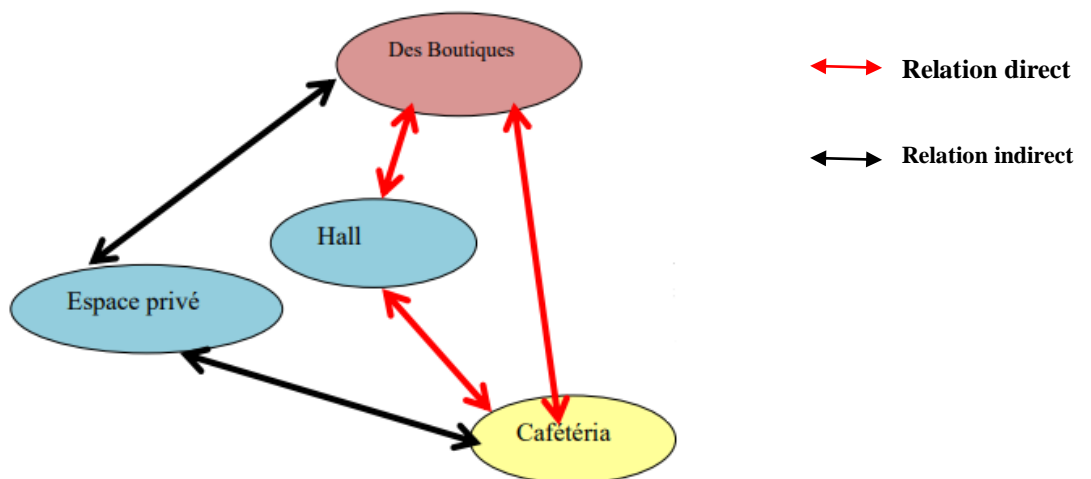 Des Boutiques
Relation direct
Relation indirect
Hall
Espace privé
Cafétéria